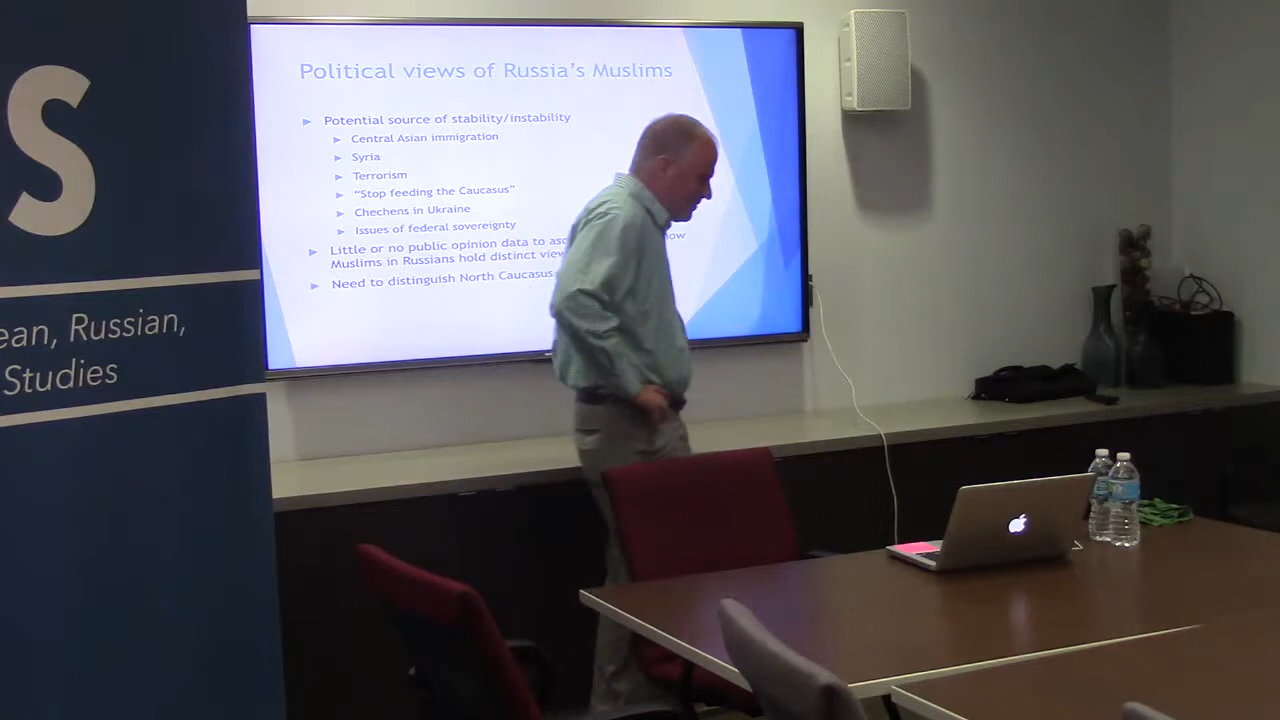 S
ean, Russian,
Studies
Political views of Russia's Muslims
Potential source of stability/instability
Central Asian immigration
Syria
Terrorism
"Stop feeding the Caucasus"
Chechens in Ukraine
Issues of federal sovereignty
Little or no public opinion data to asc
Muslims in Russians hold distinct view
Need to distinguish North Caucasus